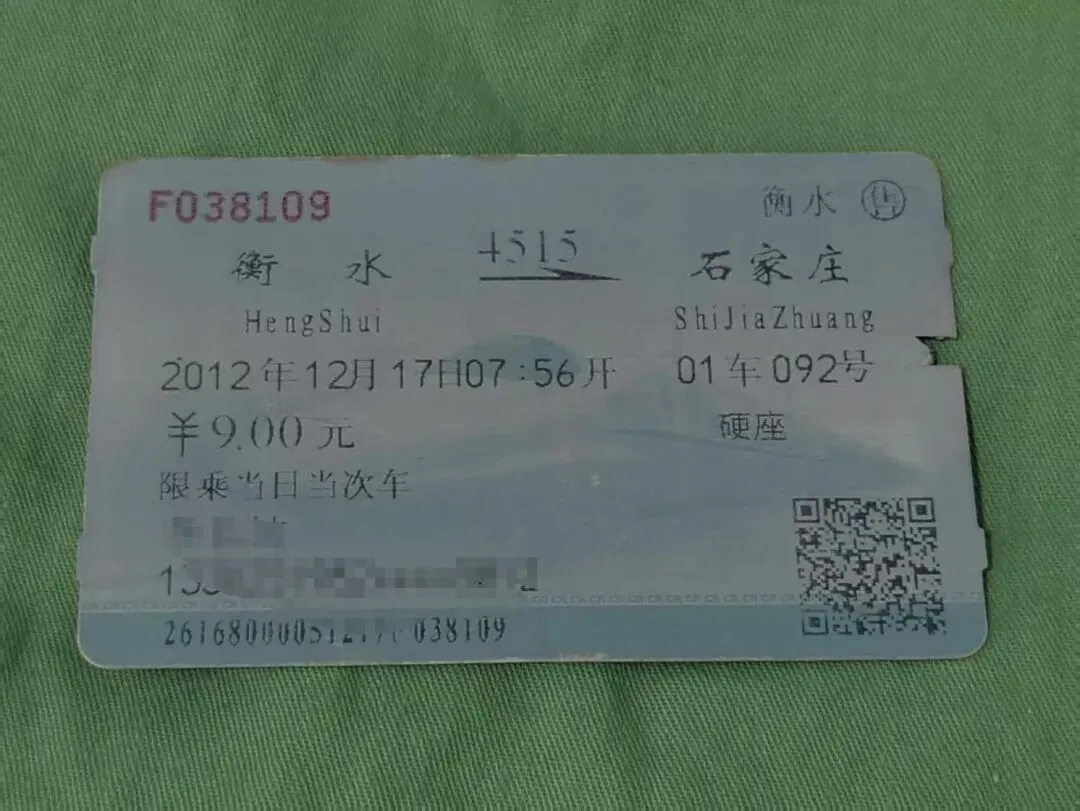 F038109 衡水 售
衡水 4515 石家庄
HengShui ShiJiaZhuang
2012年12月17日07:56开 01车092号
￥9.00元 硬座
限乘当日当次车
038109